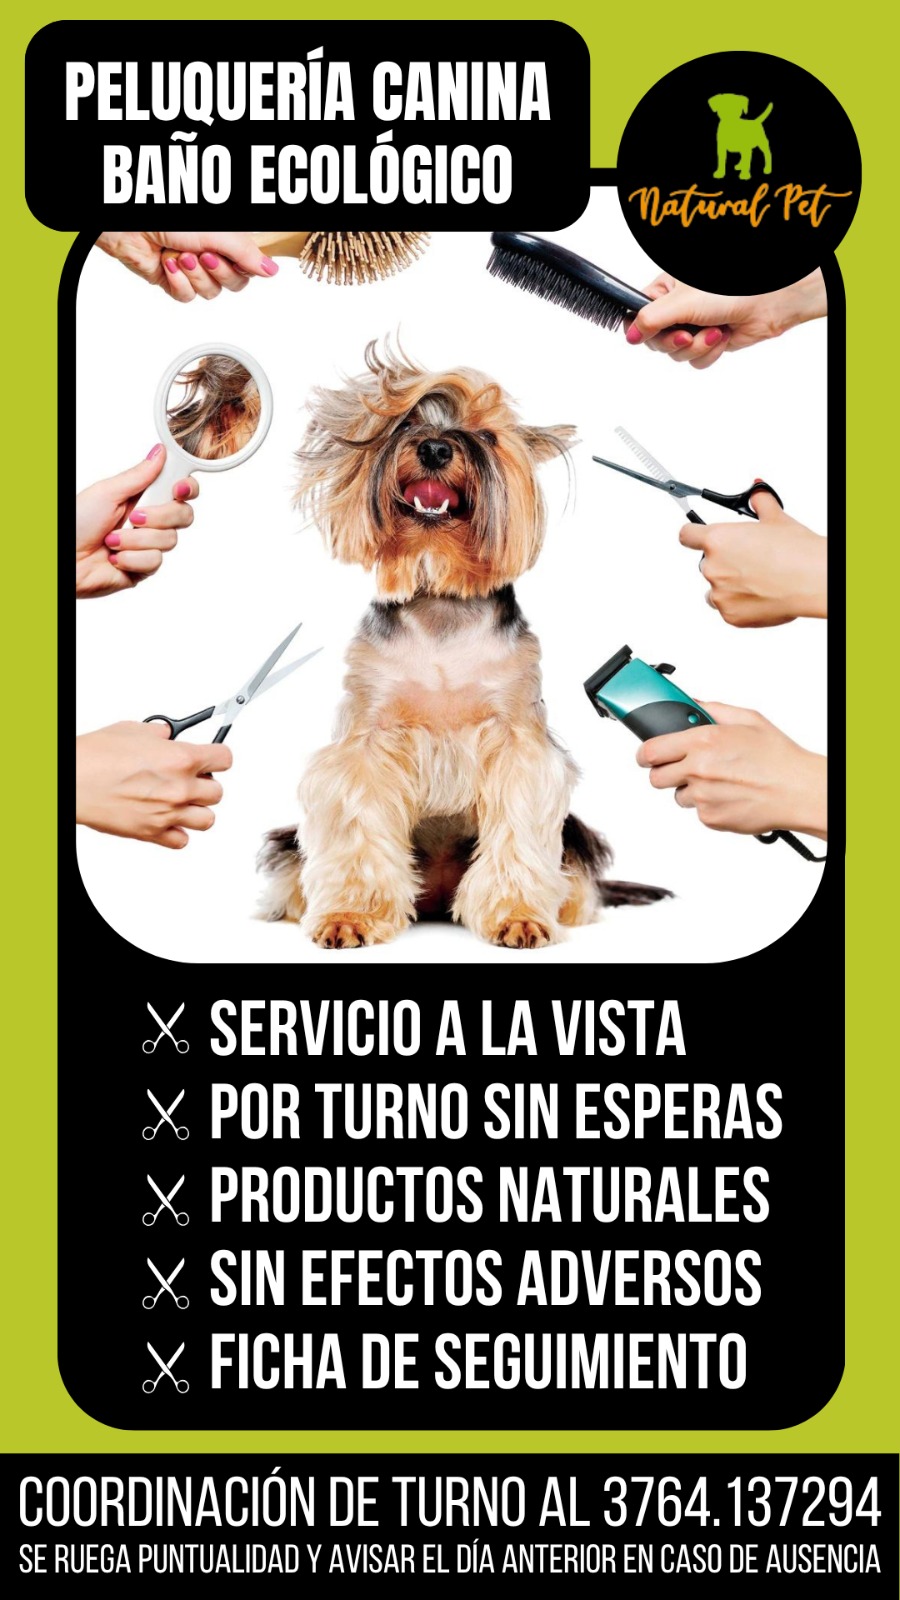 PELUQUERÍA CANINA
BAÑO ECOLÓGICO
Natural Pet
SERVICIO A LA VISTA
POR TURNO SIN ESPERAS
PRODUCTOS NATURALES
SIN EFECTOS ADVERSOS
FICHA DE SEGUIMIENTO
COORDINACIÓN DE TURNO AL 3764.137294
SE RUEGA PUNTUALIDAD Y AVISAR EL DÍA ANTERIOR EN CASO DE AUSENCIA